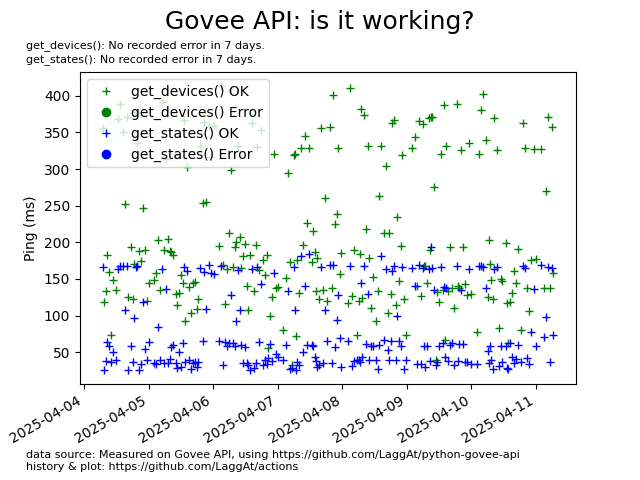 Govee API: is it working?
get_devices(): No recorded error in 7 days.
get_states(): No recorded error in 7 days.
get_devices() OK
get_devices() Error
get_states() OK
get_states() Error
Ping (ms)
400
350
300
250
200
150
100
50
2025-04-04
2025-04-05
2025-04-06
2025-04-07
2025-04-08
2025-04-09
2025-04-10
2025-04-11
data source: Measured on Govee API, using https://github.com/LaggAt/python-govee-api
history & plot: https://github.com/LaggAt/actions